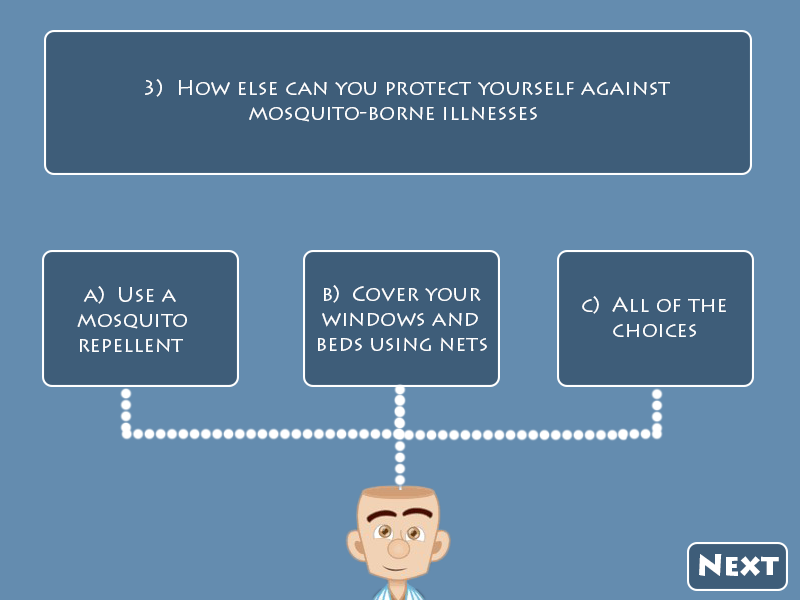 3) How else can you protect yourself against
mosquito-borne illnesses
a) Use a
mosquito
repellent
b) Cover your
windows and
beds using nets
c) All of the
choices
Next